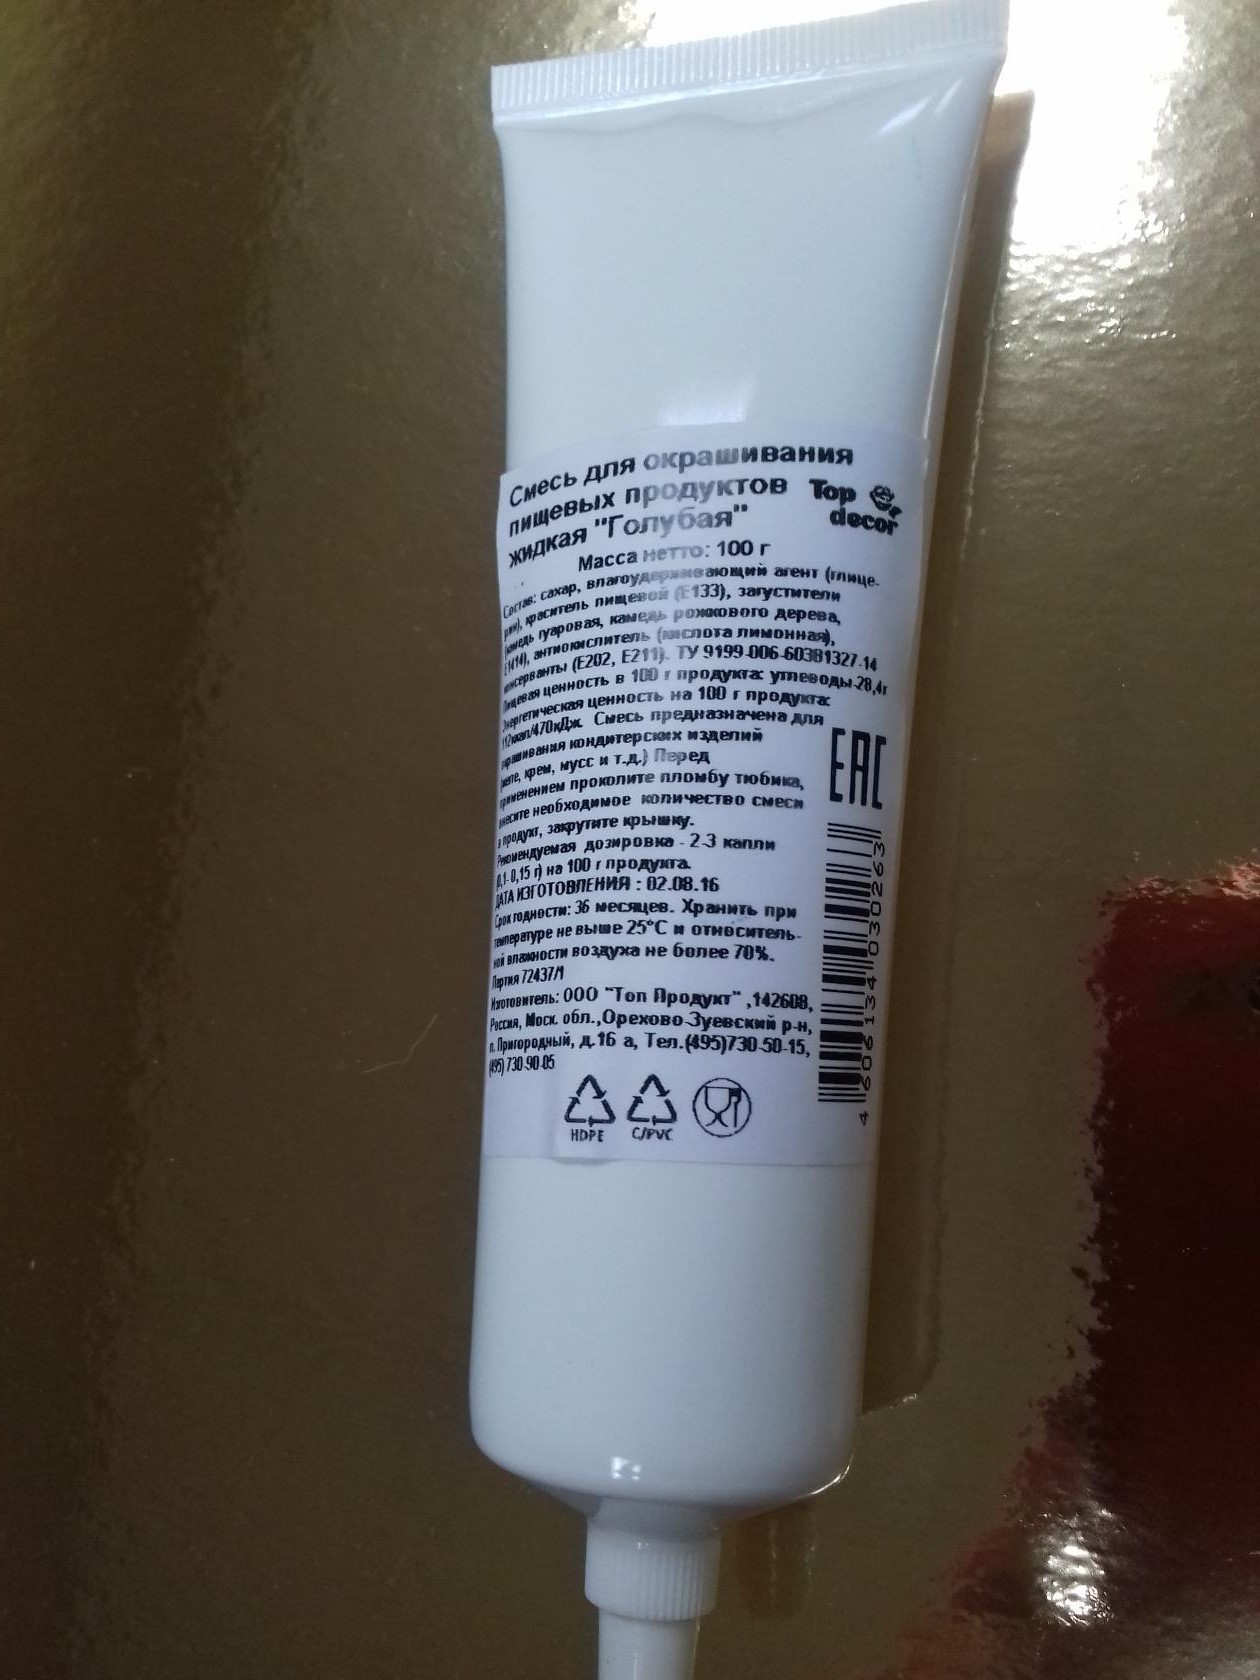 Смесь для окрашивания
пищевых продуктов
жидкая "Голубая"
Top
decor
Масса нетто: 100 г
Состав: сахар, влагоудерживающий агент (глице-
рин), краситель пищевой (Е133), загустители
(камедь гуаровая, камедь рожкового дерева,
Е1414), антиокислитель (кислота лимонная),
консерванты (Е202, Е211). ТУ 9199-006-60381327-14
Пищевая ценность в 100 г продукта: углеводы-28,4г
Энергетическая ценность на 100 г продукта:
112ккал/470кДж. Смесь предназначена для
окрашивания кондитерских изделий
(желе, крем, мусс и т.д.) Перед
применением проколите пломбу тюбика,
внесите необходимое количество смеси
в продукт, закрутите крышку.
Рекомендуемая дозировка - 2-3 капли
(0,1-0,15 г) на 100 г продукта.
ДАТА ИЗГОТОВЛЕНИЯ : 02.08.16
Срок годности: 36 месяцев. Хранить при
температуре не выше 25°С и относитель-
ной влажности воздуха не более 70%.
Партия 72437/1
Изготовитель: ООО "Топ Продукт" ,142608,
Россия, Моск. обл.,Орехово-Зуевский р-н,
п. Пригородный, д.16 а, Тел.(495)730-50-15,
(495) 730-90-05
EAC
4 606134 030263
HDPE
C/PVC